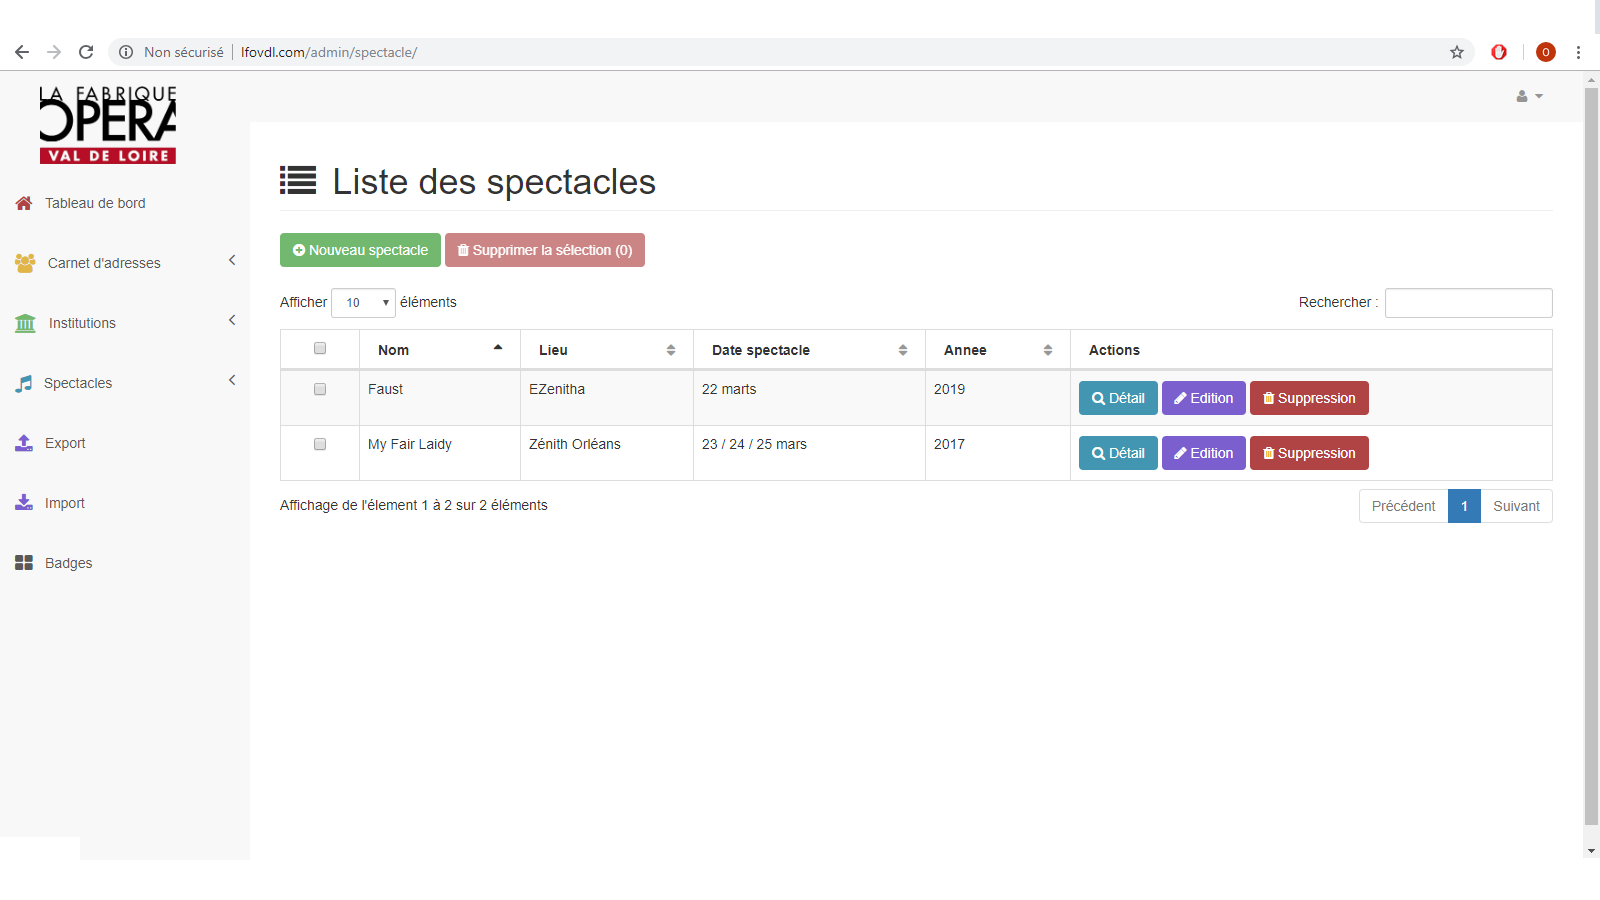 Non sécurisé | lfovdl.com/admin/spectacle/
O
LA FABRIQUE
OPERA
VAL DE LOIRE
Tableau de bord
Carnet d'adresses
Institutions
Spectacles
Export
Import
Badges
Liste des spectacles
Nouveau spectacle Supprimer la sélection (0)
Afficher 10 éléments Rechercher :
Nom Lieu Date spectacle Annee Actions
Faust EZenitha 22 marts 2019 Détail Edition Suppression
My Fair Laidy Zénith Orléans 23 / 24 / 25 mars 2017 Détail Edition Suppression
Affichage de l'élement 1 à 2 sur 2 éléments Précédent 1 Suivant